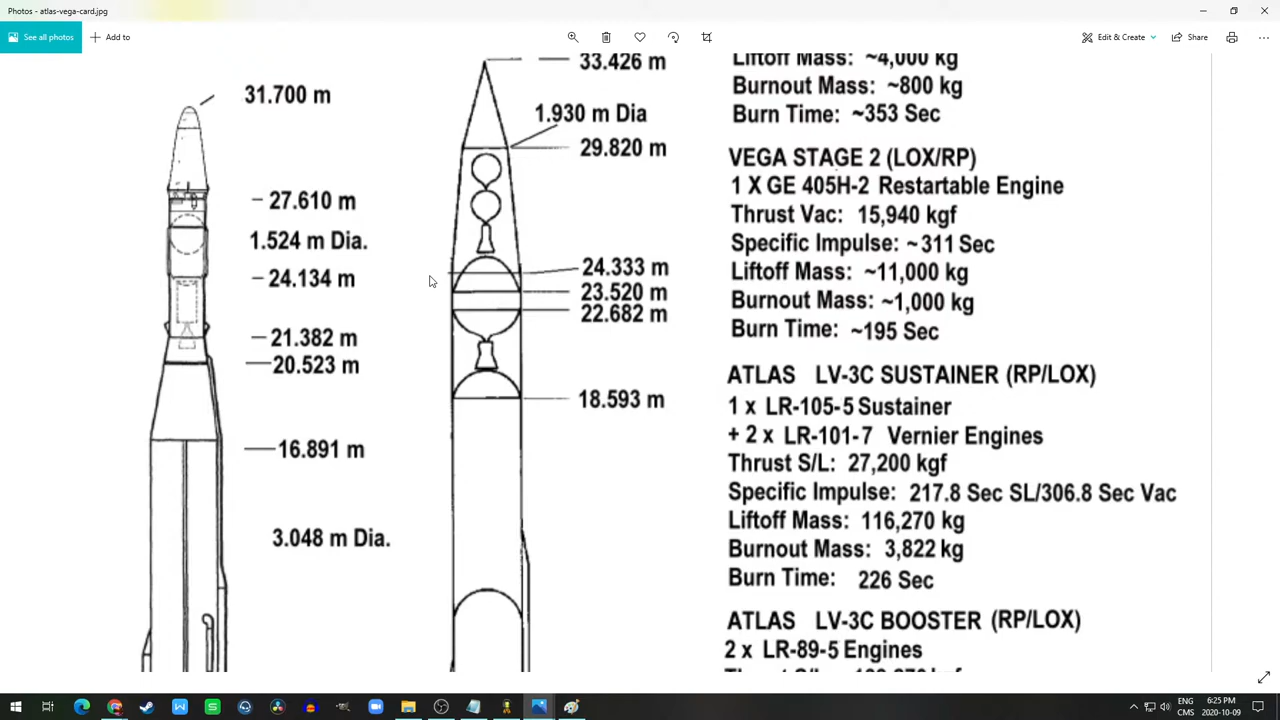 Photos - atlas-vega-card.jpg
See all photos
Add to
Edit & Create
Share
31.700 m
27.610 m
1.524 m Dia.
24.134 m
21.382 m
20.523 m
16.891 m
3.048 m Dia.
33.426 m
1.930 m Dia
29.820 m
24.333 m
23.520 m
22.682 m
18.593 m
Liftoff Mass: ~4,000 kg
Burnout Mass: ~800 kg
Burn Time: ~353 Sec
VEGA STAGE 2 (LOX/RP)
1 X GE 405H-2 Restartable Engine
Thrust Vac: 15,940 kgf
Specific Impulse: ~311 Sec
Liftoff Mass: ~11,000 kg
Burnout Mass: ~1,000 kg
Burn Time: ~195 Sec
ATLAS LV-3C SUSTAINER (RP/LOX)
1 x LR-105-5 Sustainer
+ 2 x LR-101-7 Vernier Engines
Thrust S/L: 27,200 kgf
Specific Impulse: 217.8 Sec SL/306.8 Sec Vac
Liftoff Mass: 116,270 kg
Burnout Mass: 3,822 kg
Burn Time: 226 Sec
ATLAS LV-3C BOOSTER (RP/LOX)
2 x LR-89-5 Engines
ENG
CMS
6:25 PM
2020-10-09